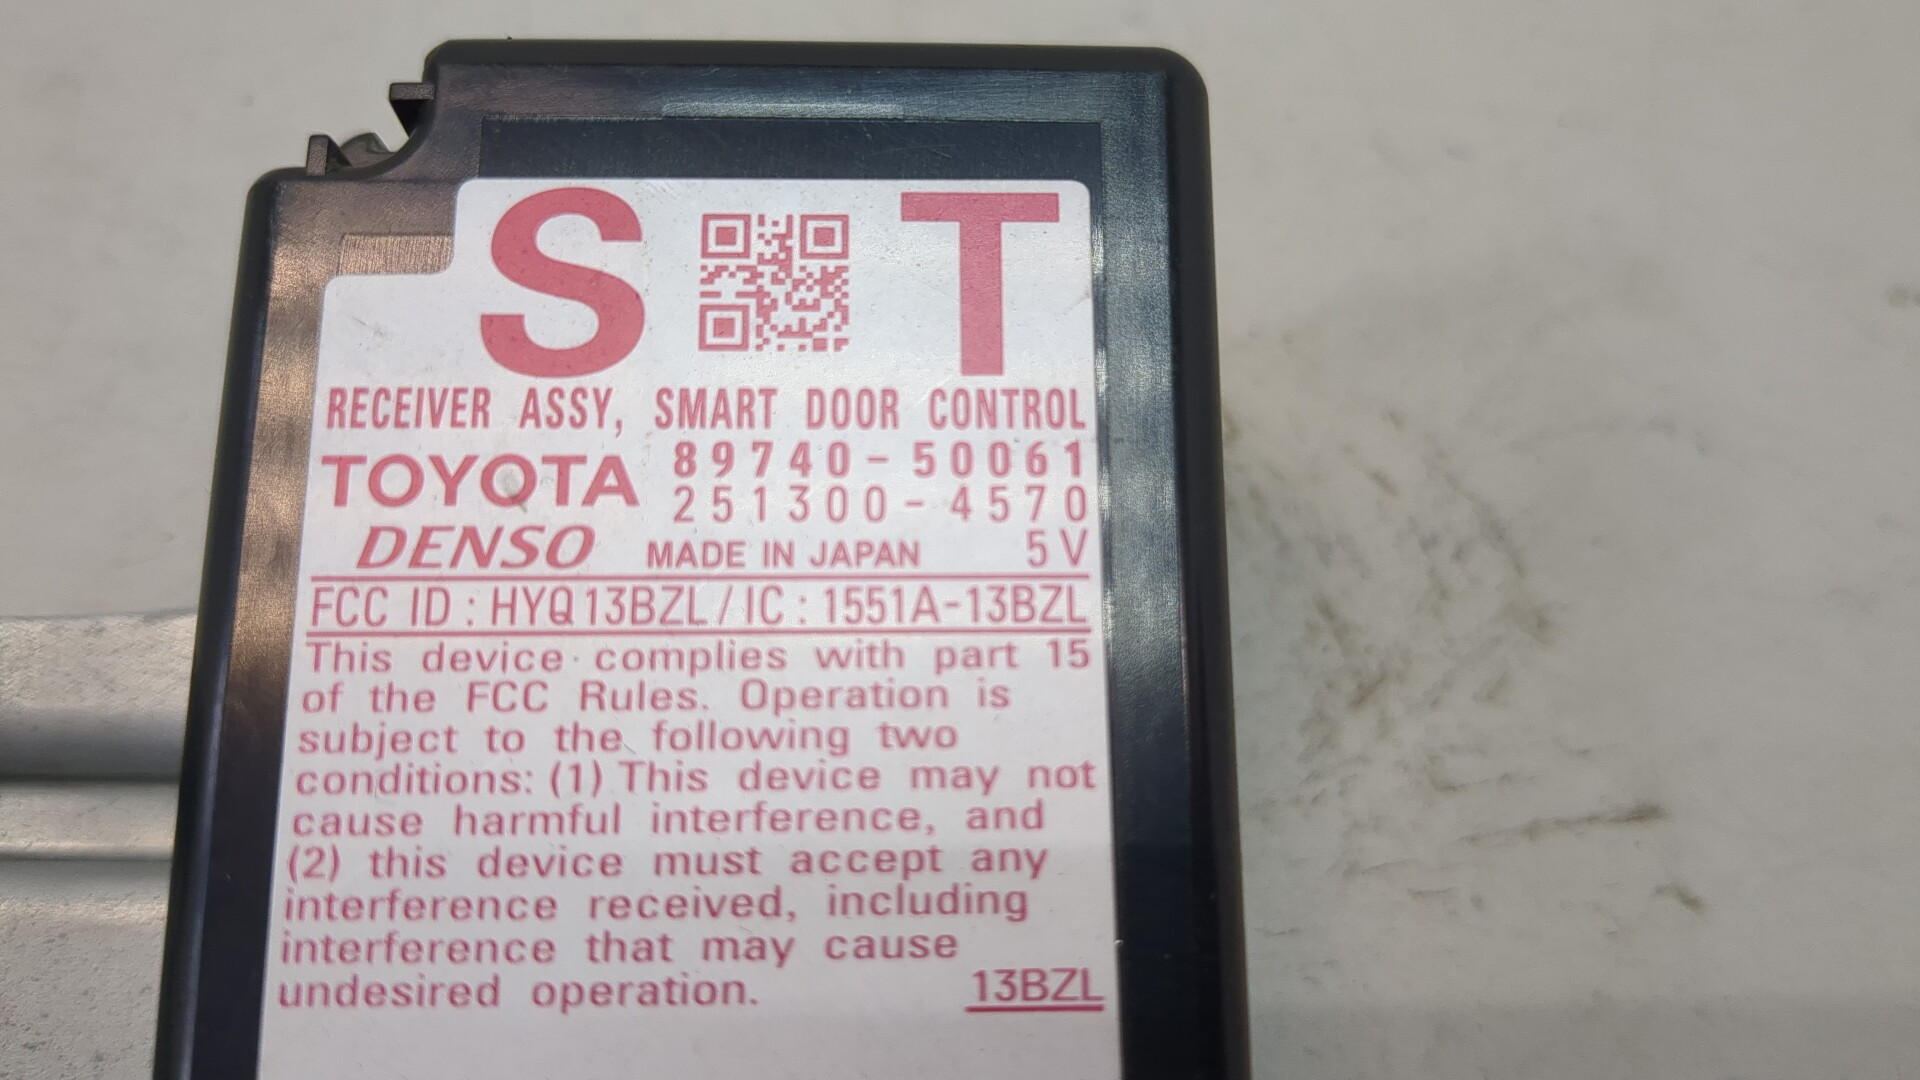 S T
RECEIVER ASSY, SMART DOOR CONTROL
TOYOTA 89740-50061
251300-4570
DENSO MADE IN JAPAN 5V
FCC ID : HYQ13BZL / IC : 1551A-13BZL
This device complies with part 15
of the FCC Rules. Operation is
subject to the following two
conditions: (1) This device may not
cause harmful interference, and
(2) this device must accept any
interference received, including
interference that may cause
undesired operation. 13BZL